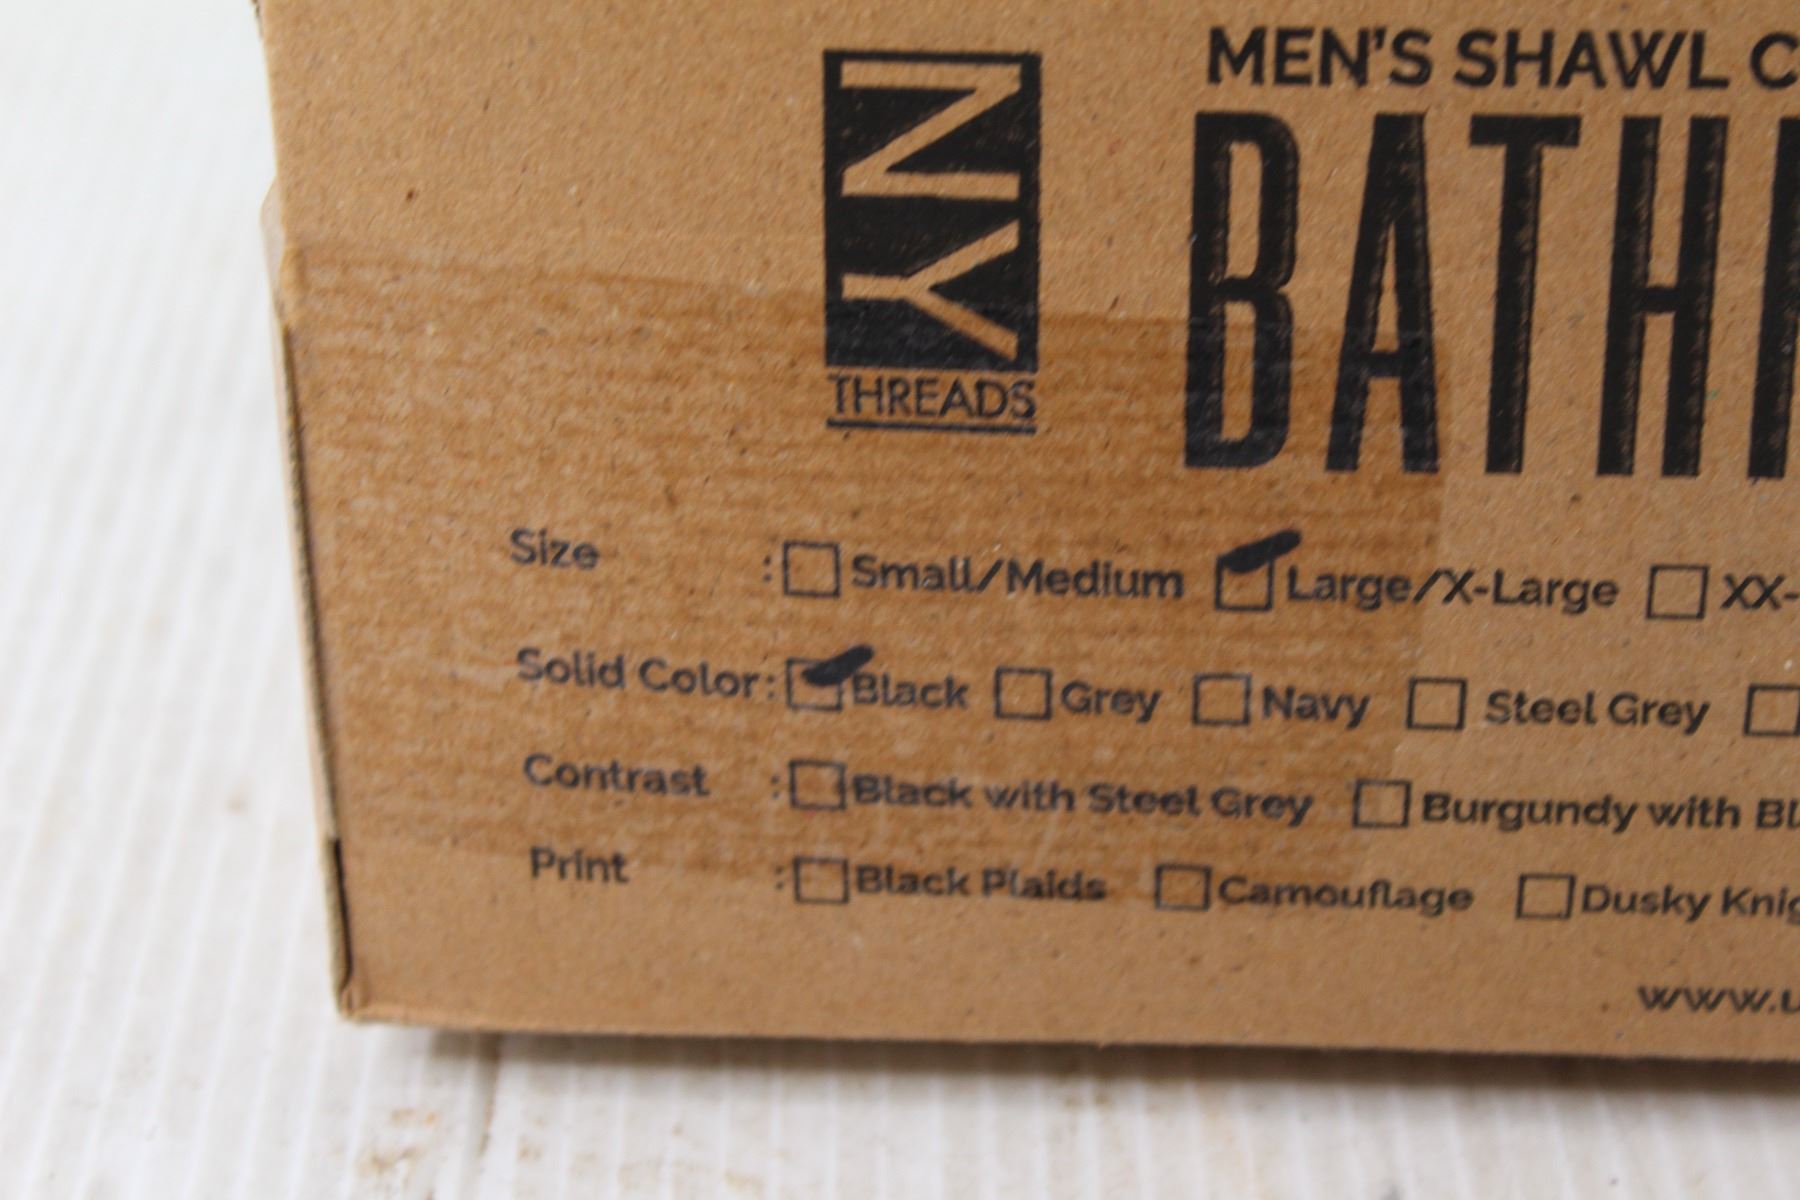 NY
THREADS
MEN'S SHAWL C
BATH
Size : Small/Medium Large/X-Large XX-
Solid Color: Black Grey Navy Steel Grey
Contrast : Black with Steel Grey Burgundy with Bl
Print : Black Plaids Camouflage Dusky Knig
www.u